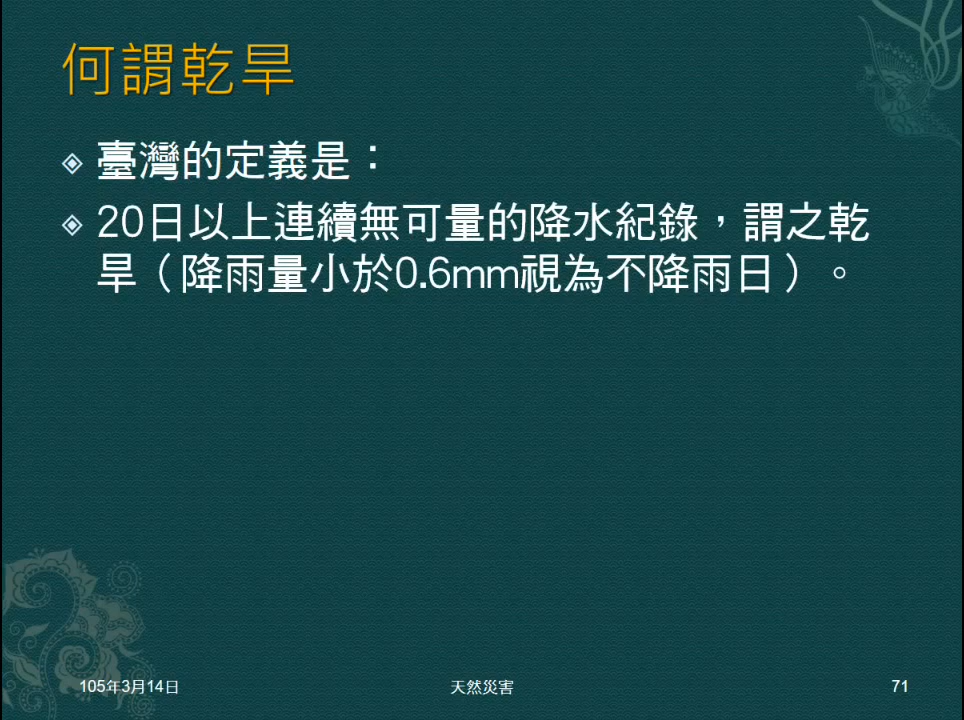 何謂乾旱
臺灣的定義是：
20日以上連續無可量的降水紀錄，謂之乾
旱（降雨量小於0.6mm視為不降雨日）。
105年3月14日
天然災害
71